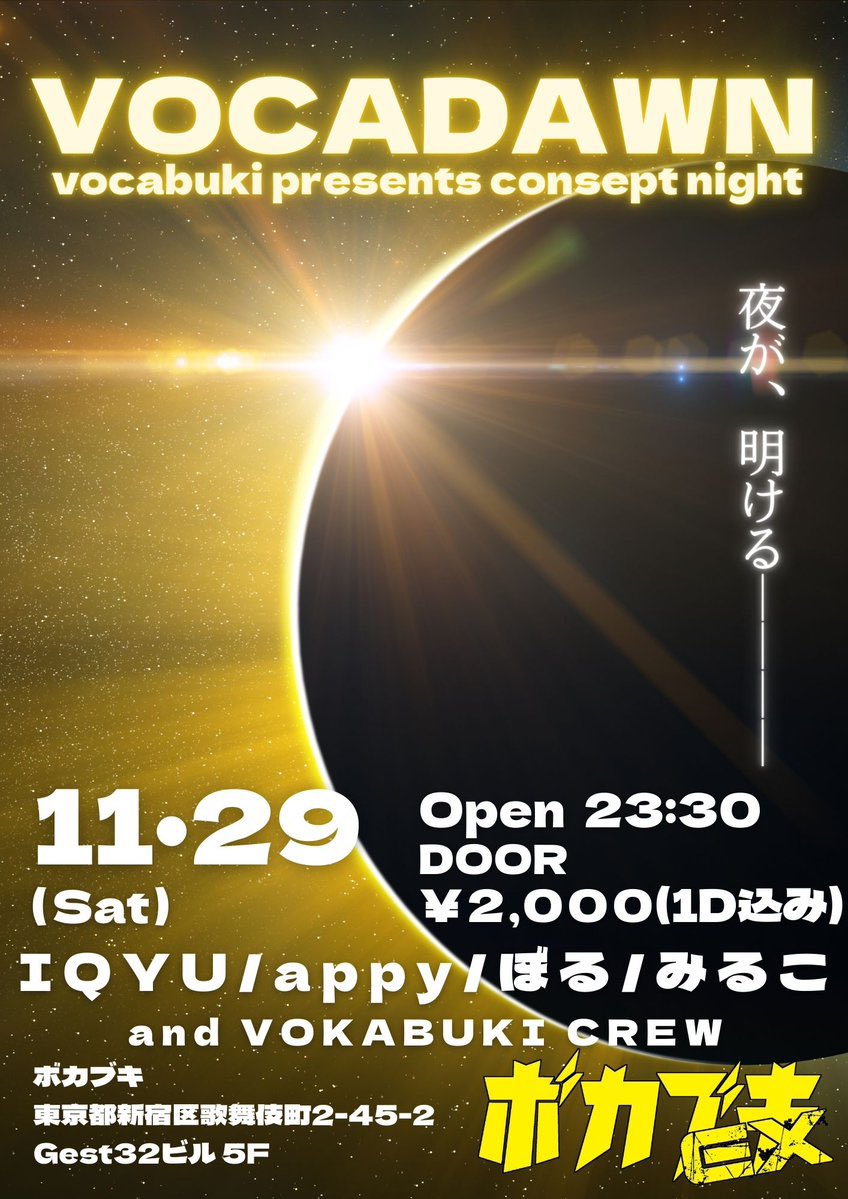 VOCADAWN
vocabuki presents consept night
夜が、明ける————
11・29
(Sat)
Open 23:30
DOOR
¥2,000(1D込み)
IQYU/appy/ぼる/みるこ
and VOKABUKI CREW
ボカブキ
東京都新宿区歌舞伎町2-45-2
Gest32ビル 5F
ボカブキ
EX